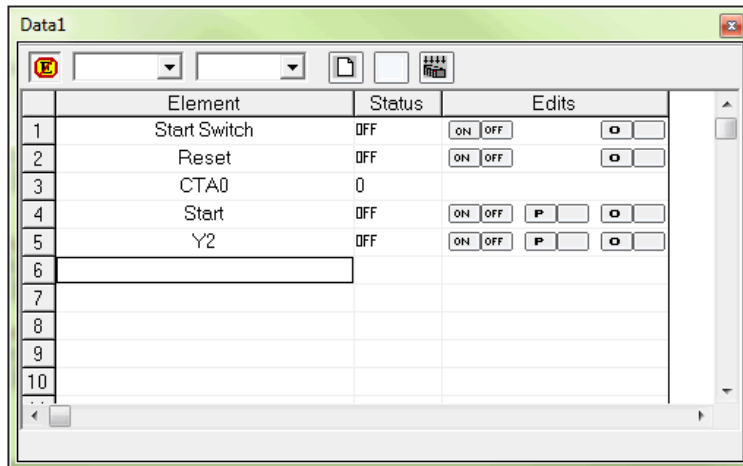 Data1
E
Element Status Edits
1 Start Switch OFF ON OFF O
2 Reset OFF ON OFF O
3 CTA0 0
4 Start OFF ON OFF P O
5 Y2 OFF ON OFF P O
6
7
8
9
10